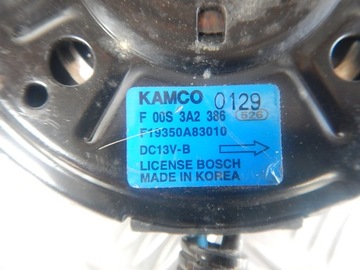 KAMCO 0129
F 00S 3A2 386 526
F19350A83010
DC13V-B
LICENSE BOSCH
MADE IN KOREA